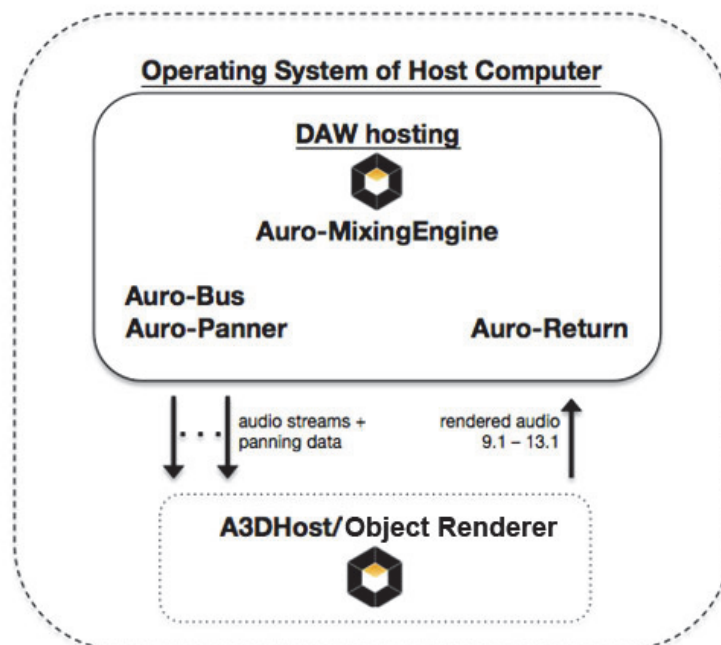 Operating System of Host Computer
DAW hosting
Auro-MixingEngine
Auro-Bus
Auro-Panner
Auro-Return
audio streams +
panning data
rendered audio
9.1 – 13.1
A3DHost/Object Renderer